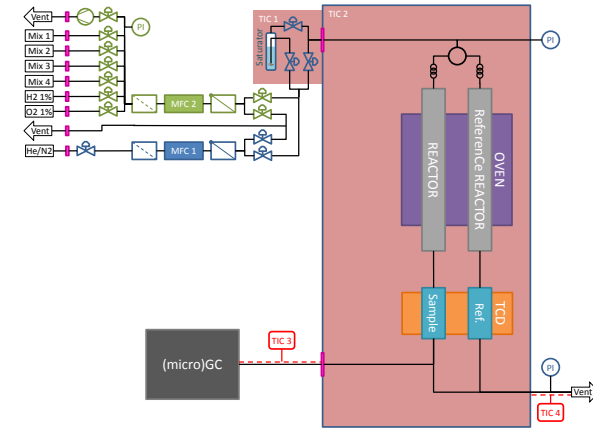 Vent
PI
Mix 1
Mix 2
Mix 3
Mix 4
H2 1%
O2 1%
Vent
He/N2
MFC 2
MFC 1
TIC 1
Saturator
TIC 2
PI
REACTOR
ReferenCe REACTOR
OVEN
Sample
Ref.
TCD
TIC 3
(micro)GC
PI
Vent
TIC 4